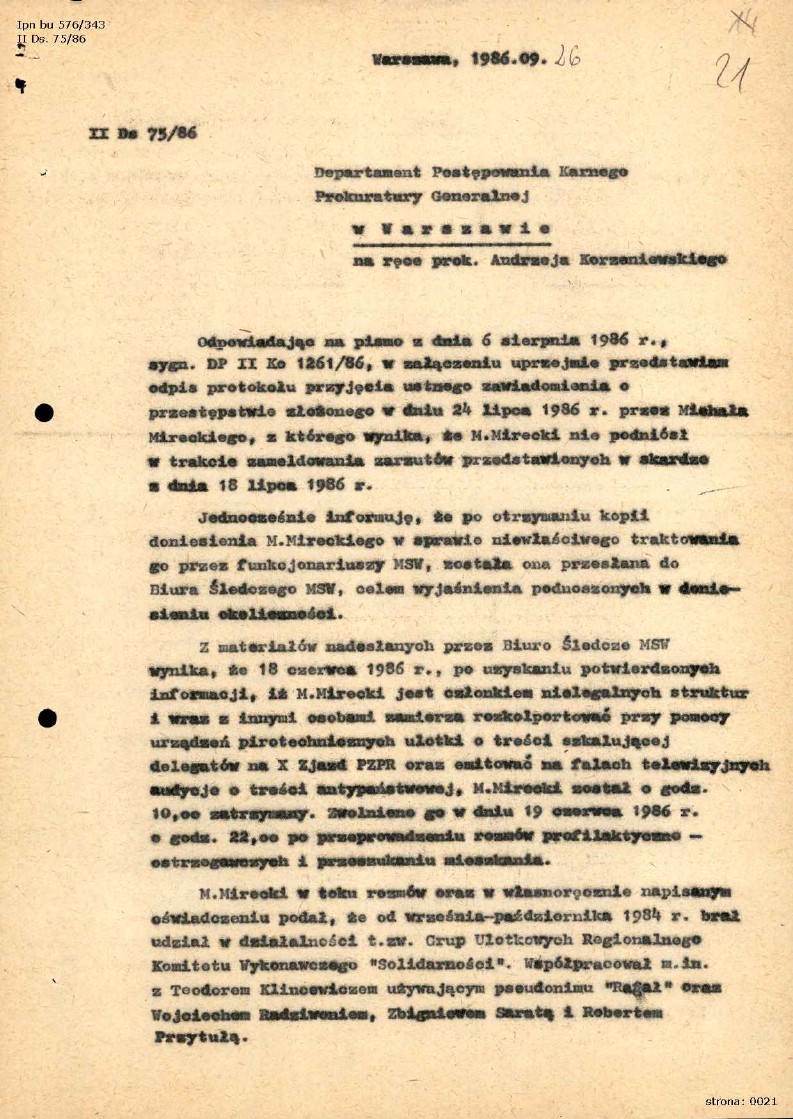 Ipn bu 576/343
II Ds. 75/86
Warszawa, 1986.09. 26
21
II Ds 75/86
Departament Postępowania Karnego
Prokuratury Generalnej
w Warszawie
na ręce prok. Andrzeja Korzeniewskiego
Odpowiadając na pismo z dnia 6 sierpnia 1986 r.,
sygn. DP II Ko 1261/86, w załączeniu uprzejmie przedstawiam
odpis protokołu przyjęcia ustnego zawiadomienia o
przestępstwie złożonego w dniu 24 lipca 1986 r. przez Michała
Mireckiego, z którego wynika, że M.Mirecki nie podniósł
w trakcie zameldowania zarzutów przedstawionych w skardze
z dnia 18 lipca 1986 r.
Jednocześnie informuję, że po otrzymaniu kopii
doniesienia M.Mireckiego w sprawie niewłaściwego traktowania
go przez funkcjonariuszy MSW, została ona przesłana do
Biura Śledczego MSW, celem wyjaśnienia podnoszonych w donie-
sieniu okoliczności.
Z materiałów nadesłanych przez Biuro Śledcze MSW
wynika, że 18 czerwca 1986 r., po uzyskaniu potwierdzonych
informacji, iż M.Mirecki jest członkiem nielegalnych struktur
i wraz z innymi osobami zamierza rozkolportować przy pomocy
urządzeń pirotechnicznych ulotki o treści szkalującej
delegatów na X Zjazd PZPR oraz emitować na falach telewizyjnych
audycje o treści antypaństwowej, M.Mirecki został o godz.
10,oo zatrzymany. Zwolniono go w dniu 19 czerwca 1986 r.
o godz. 22,oo po przeprowadzeniu rozmów profilaktyczno -
ostrzegawczych i przeszukaniu mieszkania.
M.Mirecki w toku rozmów oraz w własnoręcznie napisanym
oświadczeniu podał, że od września-października 1984 r. brał
udział w działalności t.zw. Grup Ulotkowych Regionalnego
Komitetu Wykonawczego "Solidarności". Współpracował m.in.
z Teodorem Klincewiczem używającym pseudonimu "Ragał" oraz
Wojciechem Radziwoniem, Zbigniewem Saratą i Robertem
Przytułą.
strona: 0021